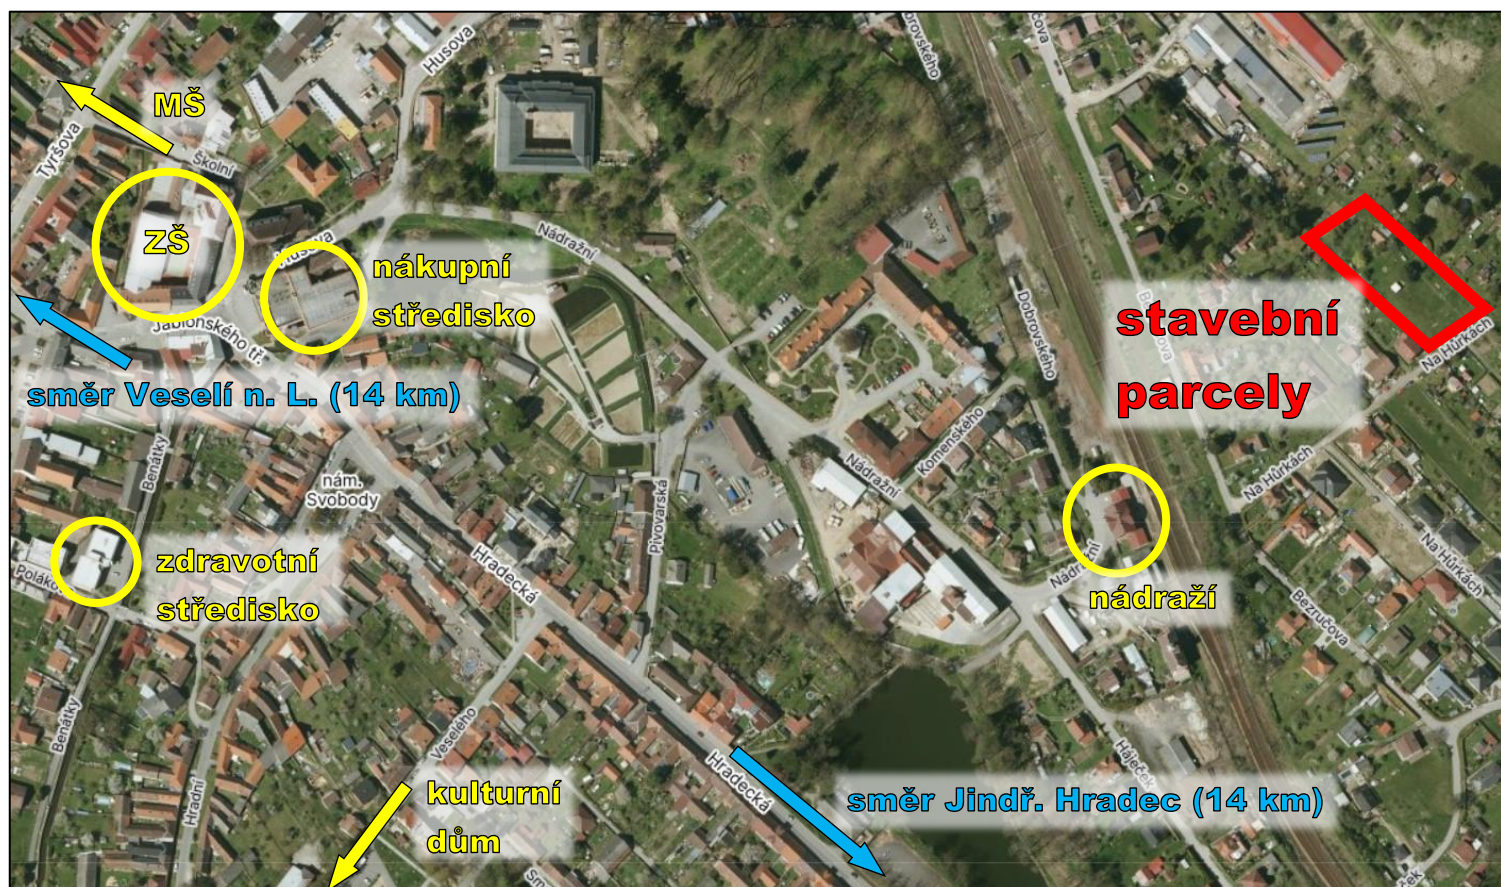 Husova
MŠ
Tyršova
Školní
ZŠ
Husova
nákupní
středisko
Nádražní
Dobrovského
stavební
parcely
Na Hůrkách
Jablonského tř.
směr Veselí n. L. (14 km)
Benátky
nám.
Svobody
Komenského
Nádražní
Na Hůrkách
Pivovarská
zdravotní
středisko
Hradecká
Nádražní
nádraží
Na Hůrkách
Bezručova
Benátky
Hradní
Veselého
Hradecká
Háječek
kulturní
dům
směr Jindř. Hradec (14 km)